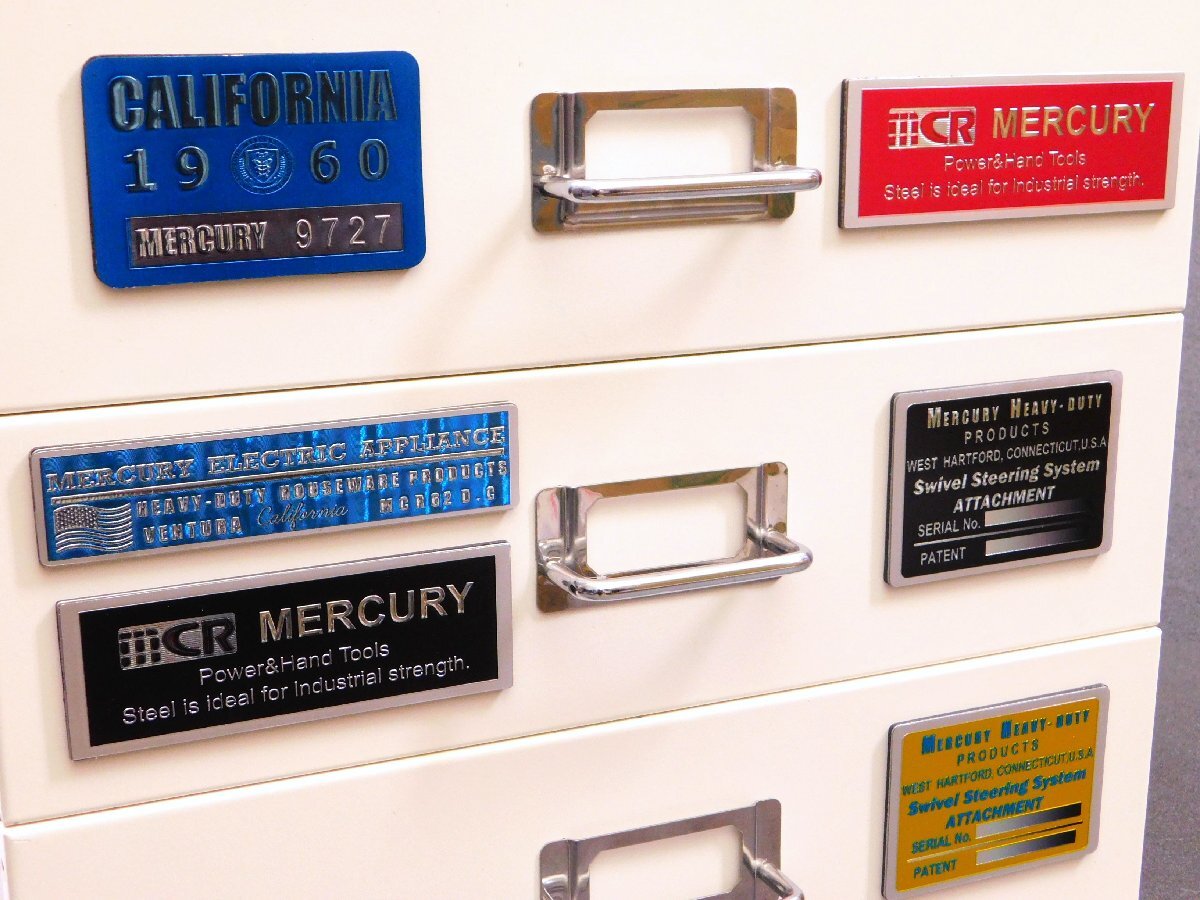 CALIFORNIA
19 60
MERCURY 9727
MCR MERCURY
Power&Hand Tools
Steel is ideal for Industrial strength.
MERCURY ELECTRIC APPLIANCE
HEAVY-DUTY HOUSEWARE PRODUCTS
VENTURA California MCR62 D.G
MCR MERCURY
Power&Hand Tools
Steel is ideal for Industrial strength.
MERCURY HEAVY-DUTY
PRODUCTS
WEST HARTFORD, CONNECTICUT,U.S.A
Swivel Steering System
ATTACHMENT
SERIAL No.
PATENT
MERCURY HEAVY-DUTY
PRODUCTS
WEST HARTFORD, CONNECTICUT,U.S.A
Swivel Steering System
ATTACHMENT
SERIAL No.
PATENT